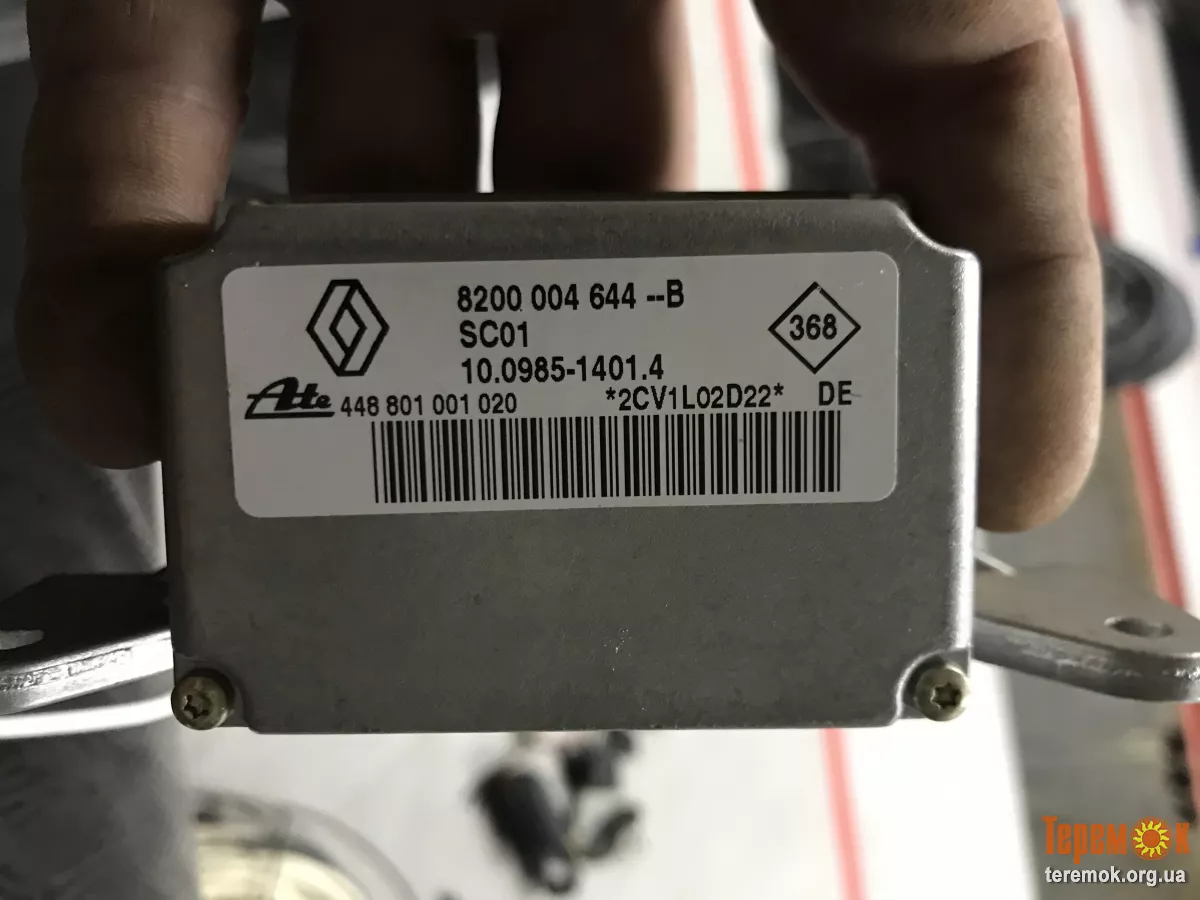 8200 004 644 --B
SC01
368
10.0985-1401.4
Ate 448 801 001 020 *2CV1L02D22* DE
Теремок
teremok.org.ua